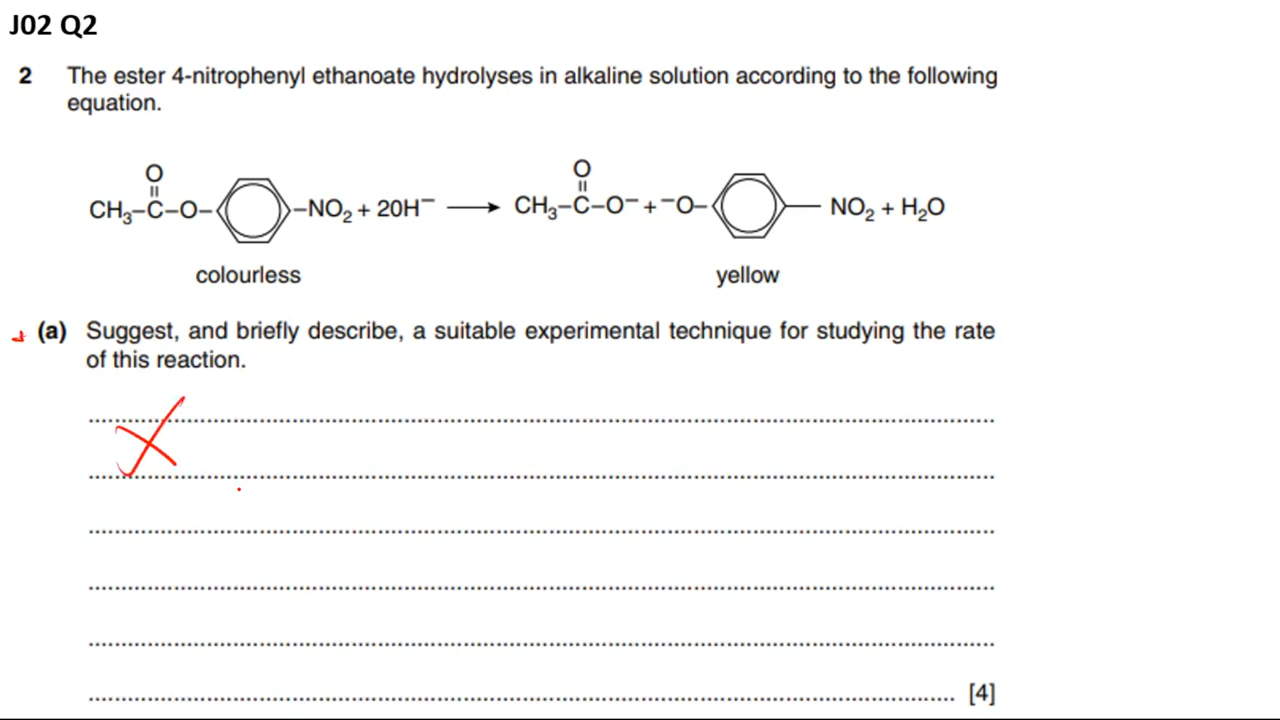 J02 Q2
2 The ester 4-nitrophenyl ethanoate hydrolyses in alkaline solution according to the following
equation.
O O
CH₃–C–O– –NO₂ + 20H⁻ ⟶ CH₃–C–O⁻ + ⁻O– — NO₂ + H₂O
colourless yellow
(a) Suggest, and briefly describe, a suitable experimental technique for studying the rate
of this reaction.
[4]